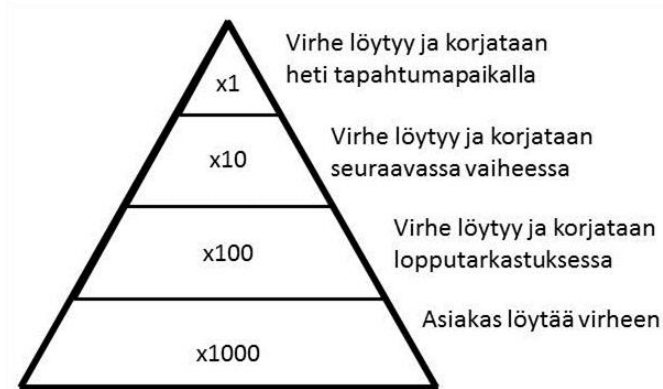 Virhe löytyy ja korjataan
heti tapahtumapaikalla
x1
Virhe löytyy ja korjataan
seuraavassa vaiheessa
x10
Virhe löytyy ja korjataan
lopputarkastuksessa
x100
Asiakas löytää virheen
x1000